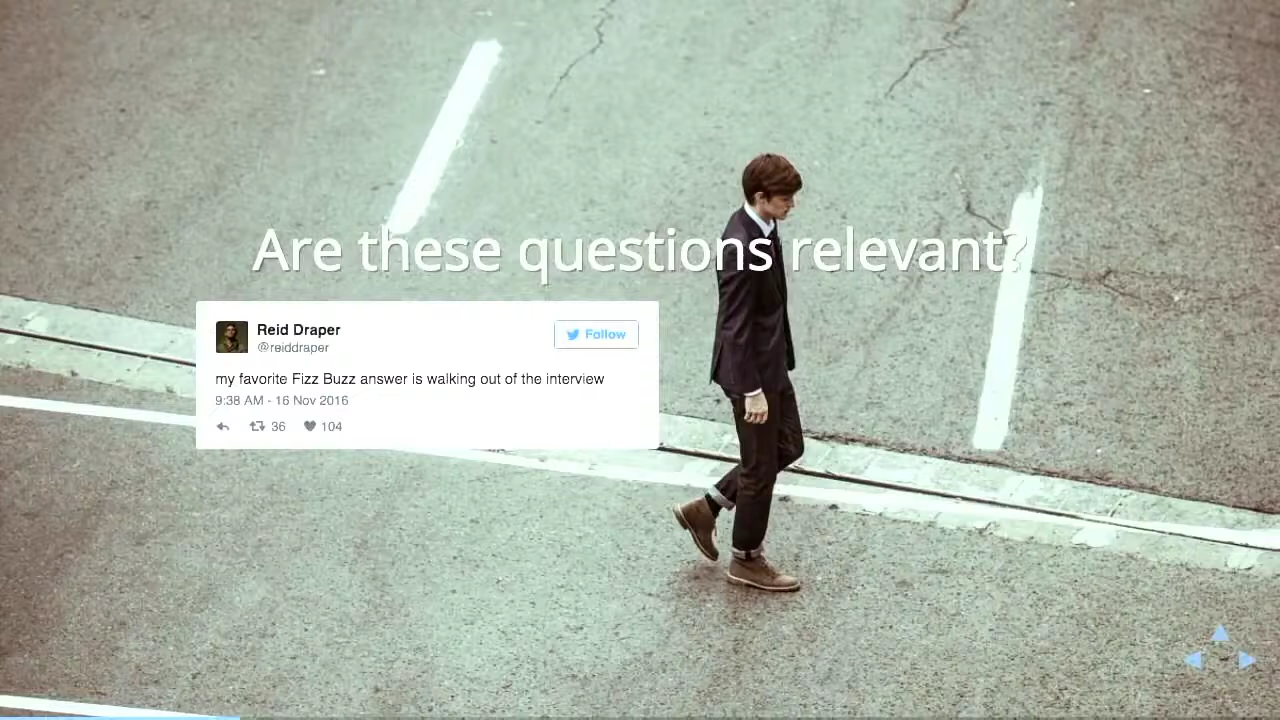 Are these questions relevant?
Reid Draper
Follow
@reiddraper
my favorite Fizz Buzz answer is walking out of the interview
9:38 AM - 16 Nov 2016
36 104